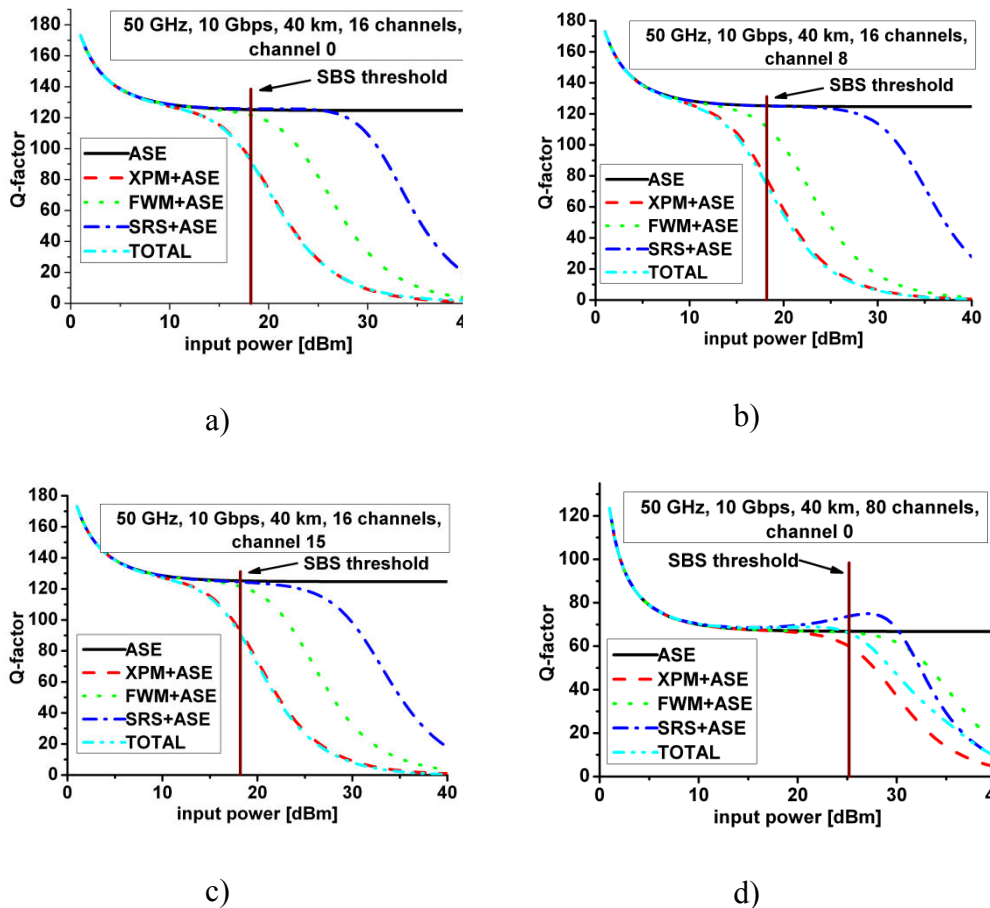 50 GHz, 10 Gbps, 40 km, 16 channels,
channel 0
SBS threshold
ASE
XPM+ASE
FWM+ASE
SRS+ASE
TOTAL
Q-factor
180
160
140
120
100
80
60
40
20
0
0 10 20 30 4
input power [dBm]
a)
50 GHz, 10 Gbps, 40 km, 16 channels,
channel 8
SBS threshold
ASE
XPM+ASE
FWM+ASE
SRS+ASE
TOTAL
Q-factor
180
160
140
120
100
80
60
40
20
0
0 10 20 30 40
input power [dBm]
b)
50 GHz, 10 Gbps, 40 km, 16 channels,
channel 15
SBS threshold
ASE
XPM+ASE
FWM+ASE
SRS+ASE
TOTAL
Q-factor
180
160
140
120
100
80
60
40
20
0
0 10 20 30 40
input power [dBm]
c)
50 GHz, 10 Gbps, 40 km, 80 channels,
channel 0
SBS threshold
ASE
XPM+ASE
FWM+ASE
SRS+ASE
TOTAL
Q-factor
120
100
80
60
40
20
0
0 10 20 30 4
input power [dBm]
d)